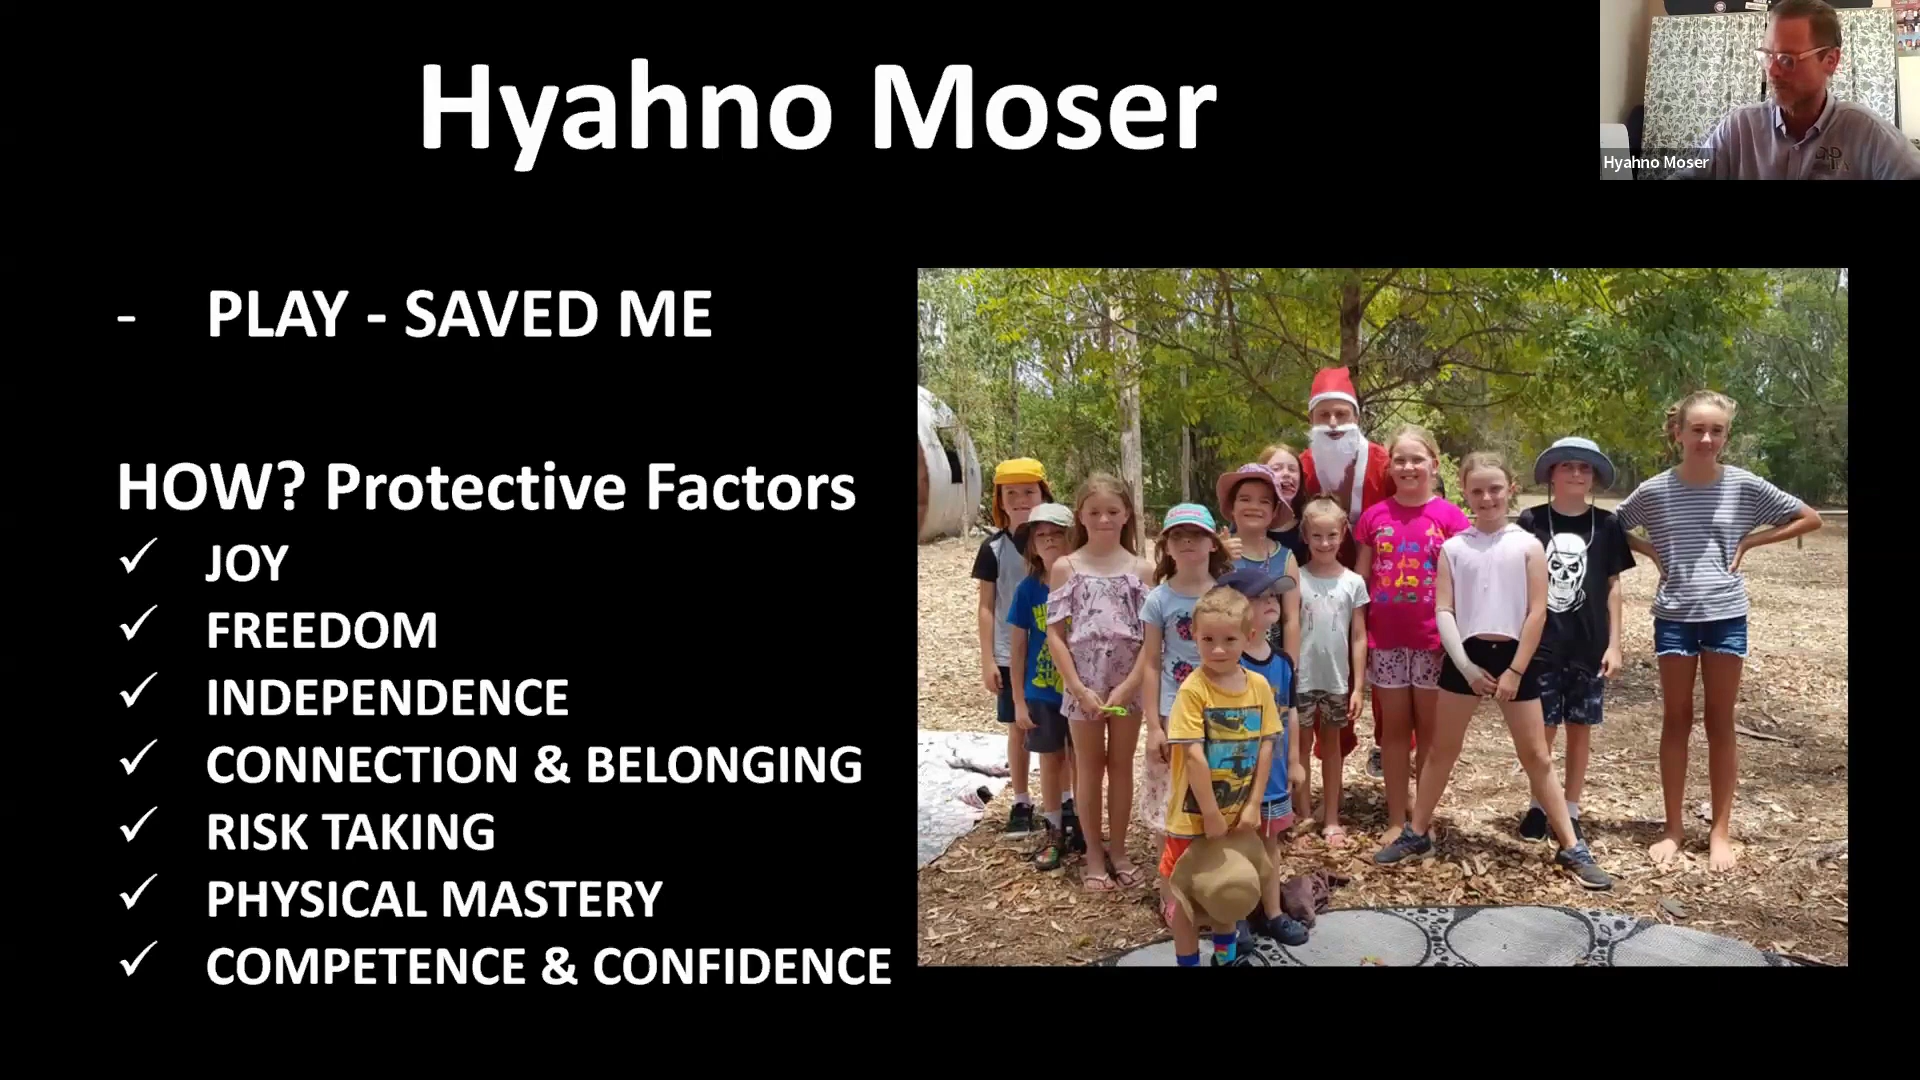 Hyahno Moser
Hyahno Moser
- PLAY - SAVED ME
HOW? Protective Factors
✓ JOY
✓ FREEDOM
✓ INDEPENDENCE
✓ CONNECTION & BELONGING
✓ RISK TAKING
✓ PHYSICAL MASTERY
✓ COMPETENCE & CONFIDENCE